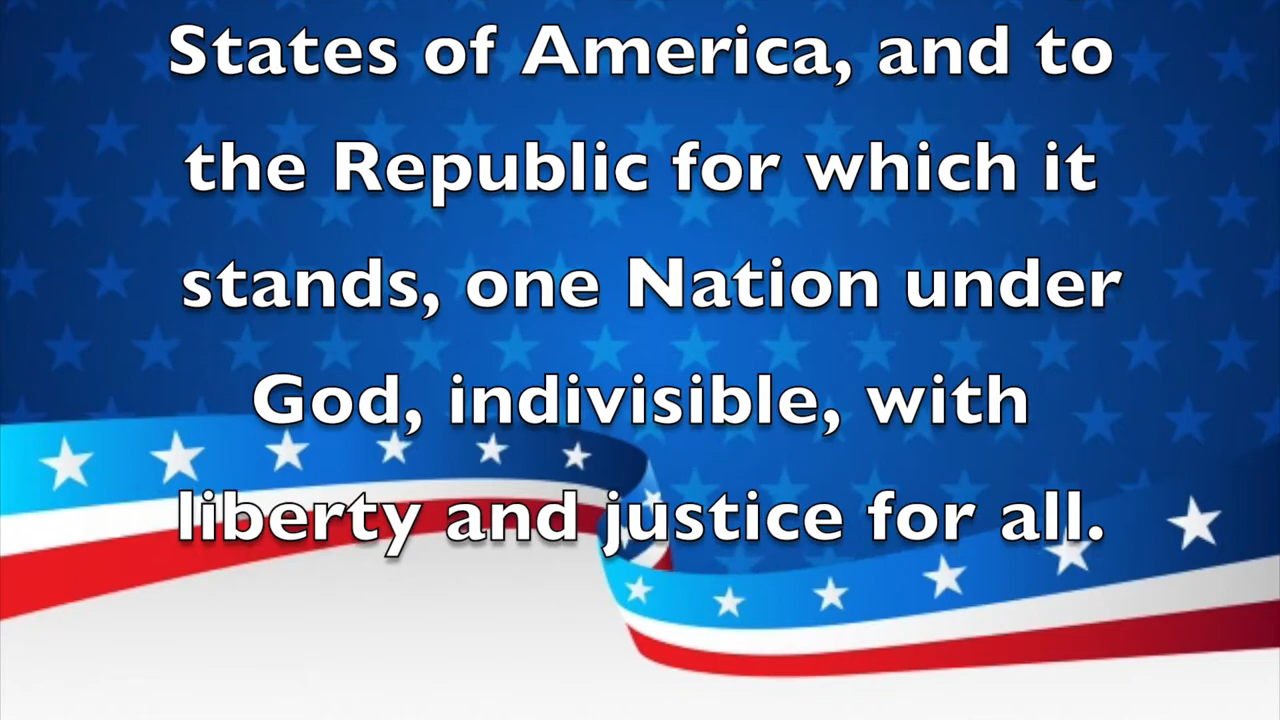 States of America, and to
the Republic for which it
stands, one Nation under
God, indivisible, with
liberty and justice for all.